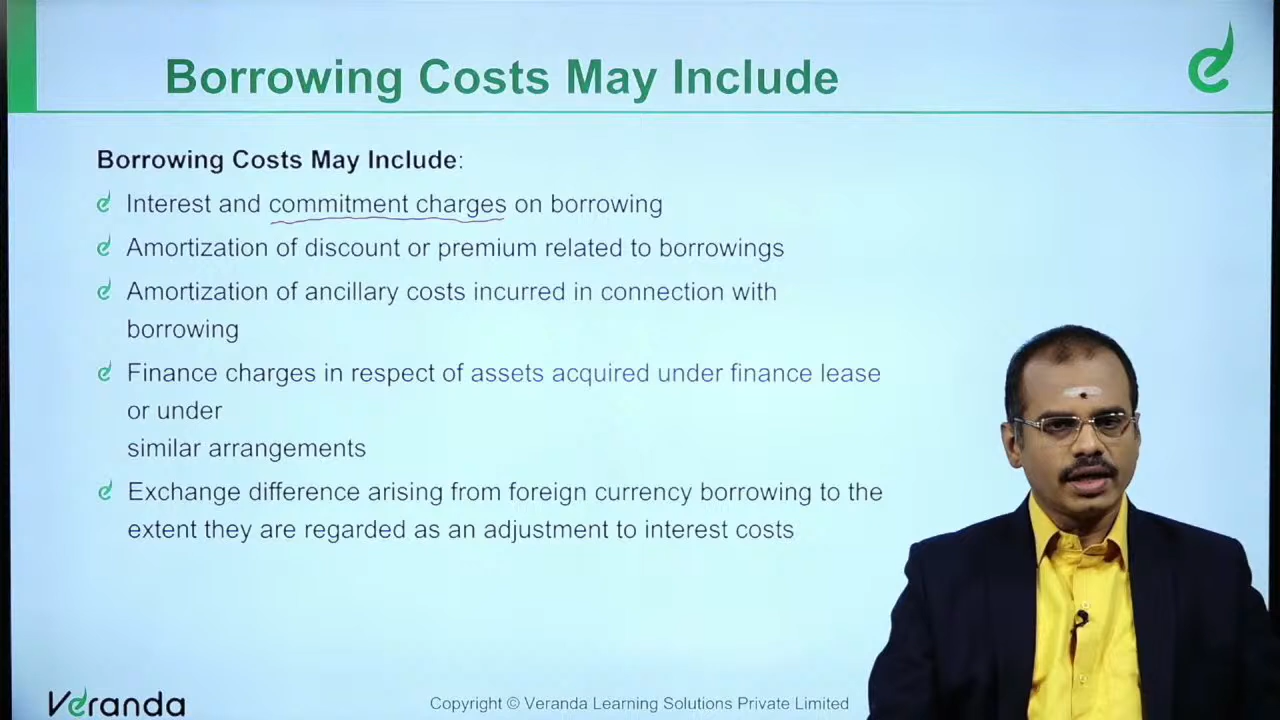 Borrowing Costs May Include
Borrowing Costs May Include:
Interest and commitment charges on borrowing
Amortization of discount or premium related to borrowings
Amortization of ancillary costs incurred in connection with
borrowing
Finance charges in respect of assets acquired under finance lease
or under
similar arrangements
Exchange difference arising from foreign currency borrowing to the
extent they are regarded as an adjustment to interest costs
Veranda
Copyright © Veranda Learning Solutions Private Limited